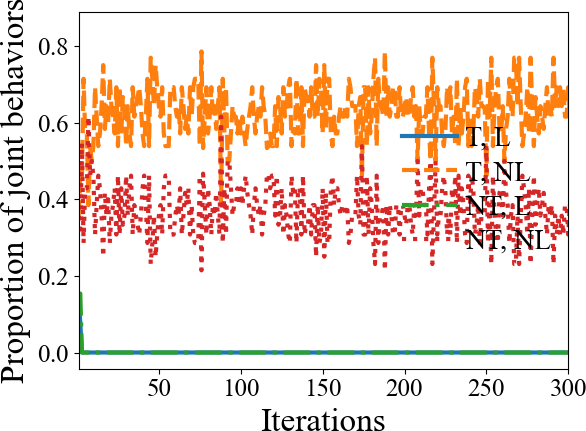 Proportion of joint behaviors
0.8
0.6
0.4
0.2
0.0
50
100
150
200
250
300
Iterations
T, L
T, NL
NT, L
NT, NL